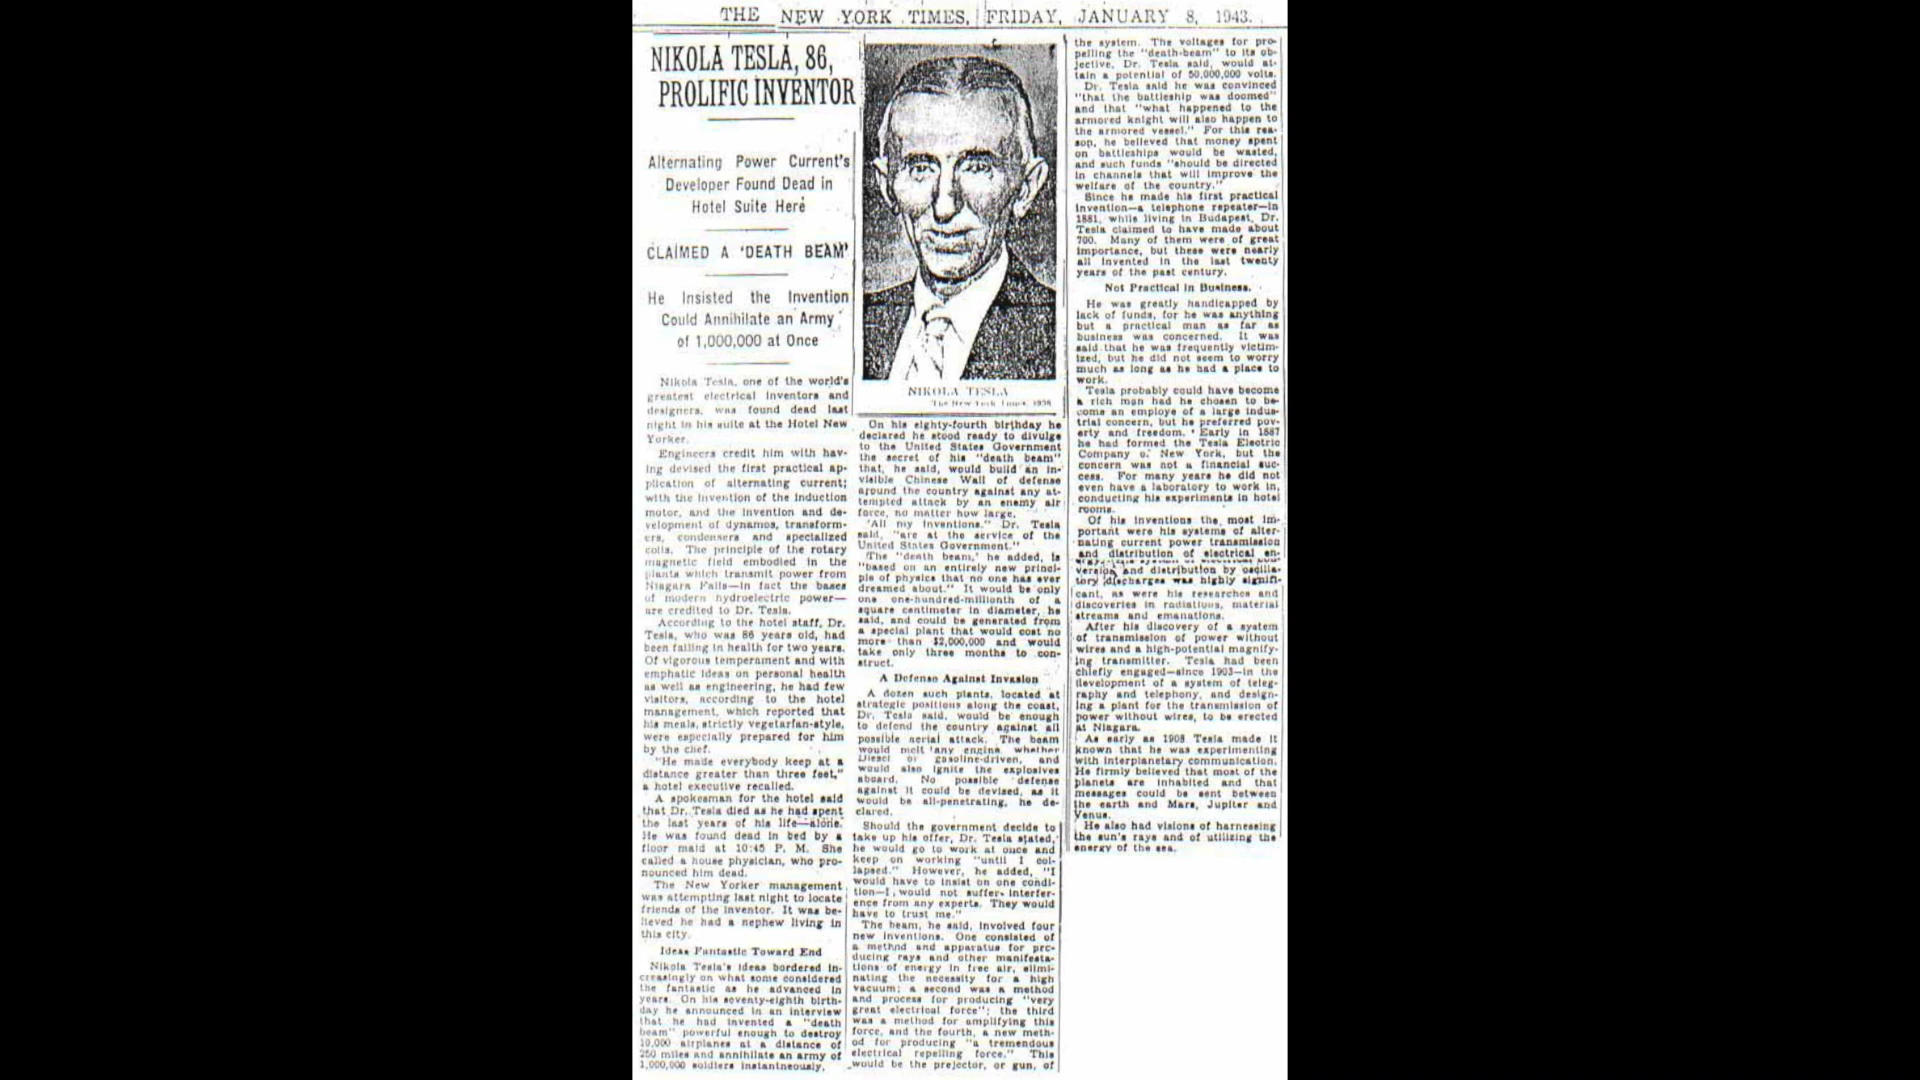 THE NEW YORK TIMES, FRIDAY, JANUARY 8, 1943.
NIKOLA TESLA, 86,
PROLIFIC INVENTOR
Alternating Power Current's
Developer Found Dead in
Hotel Suite Here
CLAIMED A 'DEATH BEAM'
He Insisted the Invention
Could Annihilate an Army
of 1,000,000 at Once
Nikola Tesla, one of the world's
greatest electrical inventors and
designers, was found dead last
night in his suite at the Hotel New
Yorker.
Engineers credit him with hav-
ing devised the first practical ap-
plication of alternating current;
with the invention of the induction
motor, and the invention and de-
velopment of dynamos, transform-
ers, condensers and specialized
coils. The principle of the rotary
magnetic field embodied in the
plants which transmit power from
Niagara Falls—in fact the bases
of modern hydroelectric power—
are credited to Dr. Tesla.
According to the hotel staff, Dr.
Tesla, who was 86 years old, had
been failing in health for two years.
Of vigorous temperament and with
emphatic ideas on personal health
as well as engineering, he had few
visitors, according to the hotel
management, which reported that
his meals, strictly vegetarian-style,
were especially prepared for him
by the chef.
"He made everybody keep at a
distance greater than three feet,"
a hotel executive recalled.
A spokesman for the hotel said
that Dr. Tesla died as he had spent
the last years of his life—alone.
He was found dead in bed by a
floor maid at 10:45 P. M. She
called a house physician, who pro-
nounced him dead.
The New Yorker management
was attempting last night to locate
friends of the inventor. It was be-
lieved he had a nephew living in
this city.
Ideas Fantastic Toward End
Nikola Tesla's ideas bordered in-
creasingly on what some considered
the fantastic as he advanced in
years. On his seventy-eighth birth-
day he announced in an interview
that he had invented a "death
beam" powerful enough to destroy
10,000 airplanes at a distance of
250 miles and annihilate an army of
1,000,000 soldiers instantneously.
NIKOLA TESLA
The New York Times, 1938
On his eighty-fourth birthday he
declared he stood ready to divulge
to the United States Government
the secret of his "death beam"
that, he said, would build an in-
visible Chinese Wall of defense
around the country against any at-
tempted attack by an enemy air
force, no matter how large.
'All my inventions." Dr. Tesla
said, "are at the service of the
United States Government."
The "death beam,' he added, is
"based on an entirely new princi-
ple of physics that no one has ever
dreamed about." It would be only
one one-hundred-millionth of a
square centimeter in diameter, he
said, and could be generated from
a special plant that would cost no
more than $2,000,000 and would
take only three months to con-
struct.
A Defense Against Invasion
A dozen such plants, located at
strategic positions along the coast,
Dr. Tesla said, would be enough
to defend the country against all
possible aerial attack. The beam
would melt any engine, whether
Diesel or gasoline-driven, and
would also ignite the explosives
aboard. No possible defense
against it could be devised, as it
would be all-penetrating, he de-
clared.
Should the government decide to
take up his offer, Dr. Tesla stated,
he would go to work at once and
keep on working "until I col-
lapsed." However, he added, "I
would have to insist on one condi-
tion—I would not suffer interfer-
ence from any experts. They would
have to trust me."
The beam, he said, involved four
new inventions. One consisted of
a method and apparatus for pro-
ducing rays and other manifesta-
tions of energy in free air, elimi-
nating the necessity for a high
vacuum; a second was a method
and process for producing "very
great electrical force"; the third
was a method for amplifying this
force, and the fourth, a new meth-
od for producing "a tremendous
electrical repelling force." This
would be the projector, or gun, of
the system. The voltages for pro-
pelling the "death-beam" to its ob-
jective, Dr. Tesla said, would at-
tain a potential of 50,000,000 volts.
Dr. Tesla said he was convinced
"that the battleship was doomed"
and that "what happened to the
armored knight will also happen to
the armored vessel." For this rea-
son, he believed that money spent
on battleships would be wasted,
and such funds "should be directed
in channels that will improve the
welfare of the country."
Since he made his first practical
invention—a telephone repeater—in
1881, while living in Budapest, Dr.
Tesla claimed to have made about
700. Many of them were of great
importance, but these were nearly
all invented in the last twenty
years of the past century.
Not Practical in Business.
He was greatly handicapped by
lack of funds, for he was anything
but a practical man as far as
business was concerned. It was
said that he was frequently victim-
ized, but he did not seem to worry
much as long as he had a place to
work.
Tesla probably could have become
a rich man had he chosen to be-
come an employe of a large indus-
trial concern, but he preferred pov-
erty and freedom. Early in 1887
he had formed the Tesla Electric
Company of New York, but the
concern was not a financial suc-
cess. For many years he did not
even have a laboratory to work in,
conducting his experiments in hotel
rooms.
Of his inventions the most im-
portant were his systems of alter-
nating current power transmission
and distribution of electrical en-
version and distribution by oscilla-
tory discharges was highly signifi-
cant, as were his researches and
discoveries in radiations, material
streams and emanations.
After his discovery of a system
of transmission of power without
wires and a high-potential magnify-
ing transmitter. Tesla had been
chiefly engaged—since 1903—in the
development of a system of teleg-
raphy and telephony, and design-
ing a plant for the transmission of
power without wires, to be erected
at Niagara.
As early as 1908 Tesla made it
known that he was experimenting
with interplanetary communication.
He firmly believed that most of the
planets are inhabited and that
messages could be sent between
the earth and Mars, Jupiter and
Venus.
He also had visions of harnessing
the sun's rays and of utilizing the
energy of the sea.